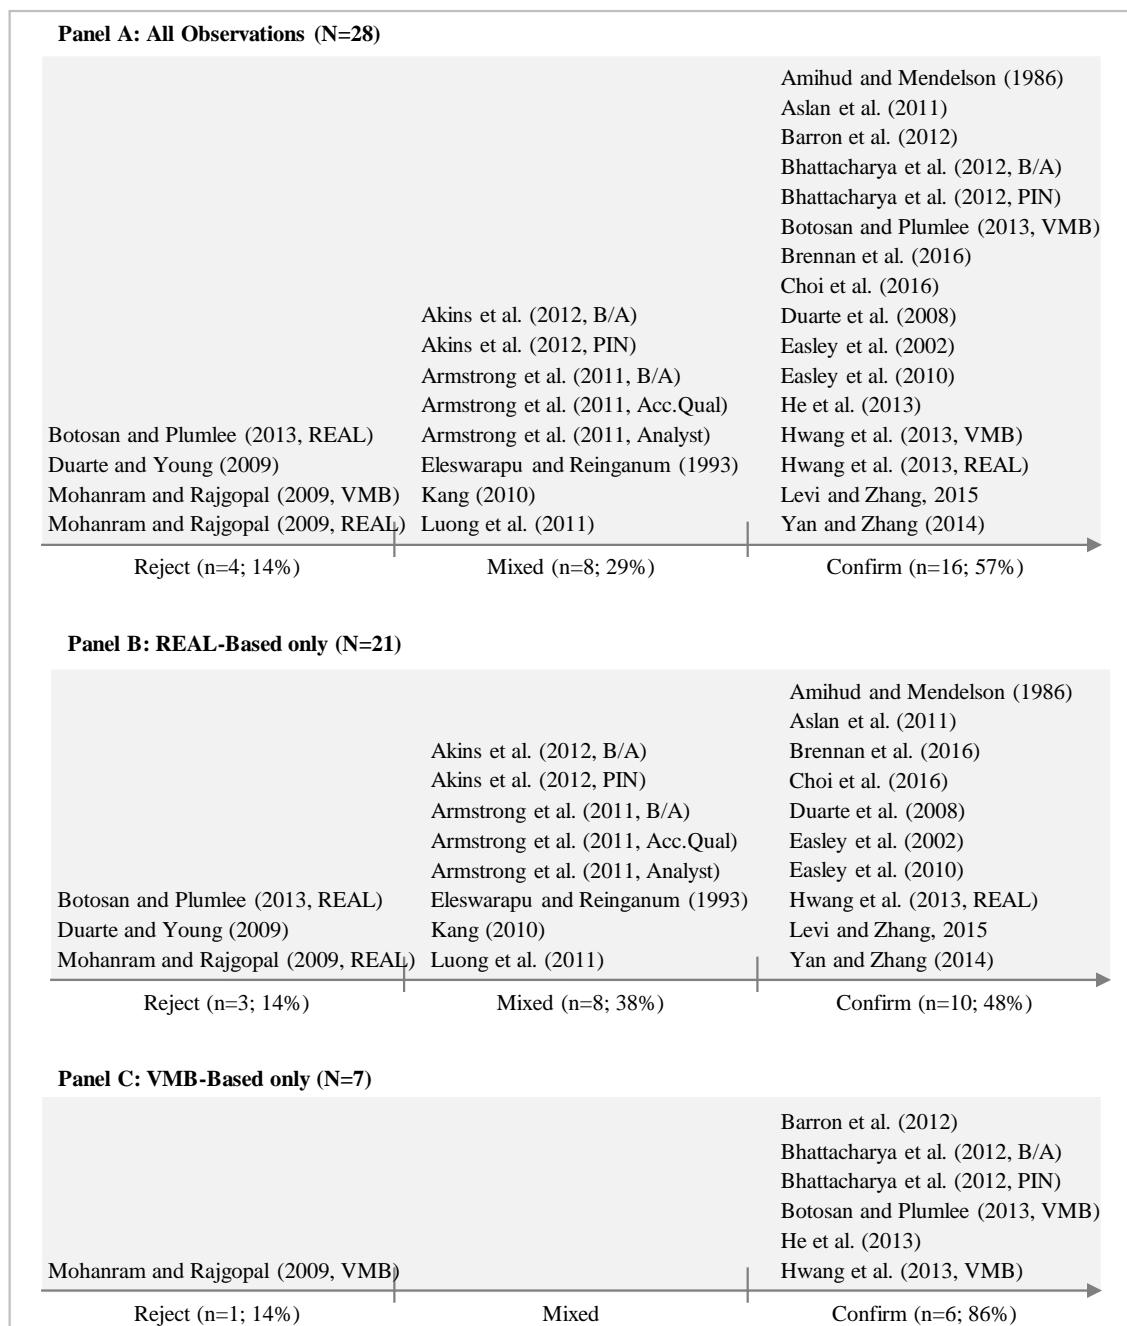 Panel A: All Observations (N=28)
Amihud and Mendelson (1986)
Aslan et al. (2011)
Barron et al. (2012)
Bhattacharya et al. (2012, B/A)
Bhattacharya et al. (2012, PIN)
Botosan and Plumlee (2013, VMB)
Brennan et al. (2016)
Choi et al. (2016)
Akins et al. (2012, B/A) Duarte et al. (2008)
Akins et al. (2012, PIN) Easley et al. (2002)
Armstrong et al. (2011, B/A) Easley et al. (2010)
Armstrong et al. (2011, Acc.Qual) He et al. (2013)
Botosan and Plumlee (2013, REAL) Armstrong et al. (2011, Analyst) Hwang et al. (2013, VMB)
Duarte and Young (2009) Eleswarapu and Reinganum (1993) Hwang et al. (2013, REAL)
Mohanram and Rajgopal (2009, VMB) Kang (2010) Levi and Zhang, 2015
Mohanram and Rajgopal (2009, REAL) Luong et al. (2011) Yan and Zhang (2014)
Reject (n=4; 14%) Mixed (n=8; 29%) Confirm (n=16; 57%)
Panel B: REAL-Based only (N=21)
Amihud and Mendelson (1986)
Aslan et al. (2011)
Akins et al. (2012, B/A) Brennan et al. (2016)
Akins et al. (2012, PIN) Choi et al. (2016)
Armstrong et al. (2011, B/A) Duarte et al. (2008)
Armstrong et al. (2011, Acc.Qual) Easley et al. (2002)
Armstrong et al. (2011, Analyst) Easley et al. (2010)
Botosan and Plumlee (2013, REAL) Eleswarapu and Reinganum (1993) Hwang et al. (2013, REAL)
Duarte and Young (2009) Kang (2010) Levi and Zhang, 2015
Mohanram and Rajgopal (2009, REAL) Luong et al. (2011) Yan and Zhang (2014)
Reject (n=3; 14%) Mixed (n=8; 38%) Confirm (n=10; 48%)
Panel C: VMB-Based only (N=7)
Barron et al. (2012)
Bhattacharya et al. (2012, B/A)
Bhattacharya et al. (2012, PIN)
Botosan and Plumlee (2013, VMB)
He et al. (2013)
Mohanram and Rajgopal (2009, VMB) Hwang et al. (2013, VMB)
Reject (n=1; 14%) Mixed Confirm (n=6; 86%)